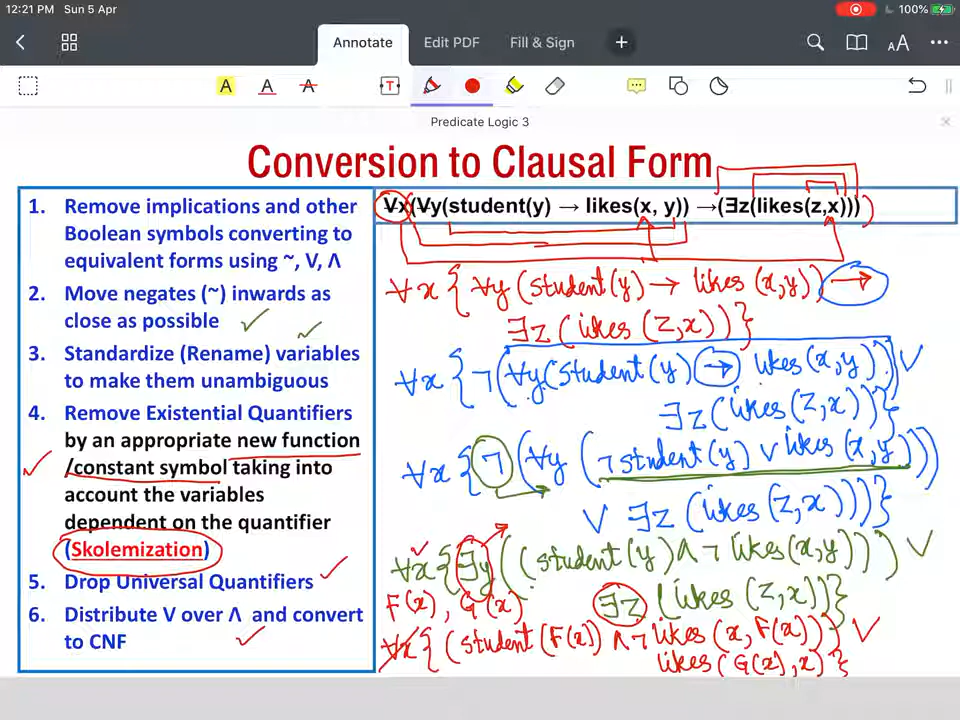 12:21 PM Sun 5 Apr
100%
Annotate Edit PDF Fill & Sign
A A A T
AA
Predicate Logic 3
Conversion to Clausal Form
1. Remove implications and other
Boolean symbols converting to
equivalent forms using ~, V, Λ
2. Move negates (~) inwards as
close as possible
3. Standardize (Rename) variables
to make them unambiguous
4. Remove Existential Quantifiers
by an appropriate new function
/constant symbol taking into
account the variables
dependent on the quantifier
(Skolemization)
5. Drop Universal Quantifiers
6. Distribute V over Λ and convert
to CNF
∀x(∀y(student(y) → likes(x, y)) →(∃z(likes(z,x)))
)
∀x { ∀y (student(y) → likes (x,y)) →
∃z (likes (z,x)) }
∀x { ¬ (∀y(student(y) → likes(x,y)) ∨
∃z (likes(z,x)) }
∀x { ¬ (∀y (¬student(y) ∨ likes(x,y)))
∨ ∃z (likes (z,x)) }
∀x { ∃y ((student(y) ∧ ¬ likes(x,y))) ∨
∃z (likes (z,x)) }
F(x), G(x)
∀x { (student (F(x)) ∧ ¬ likes (x, F(x))) ∨
likes (G(x), x) }